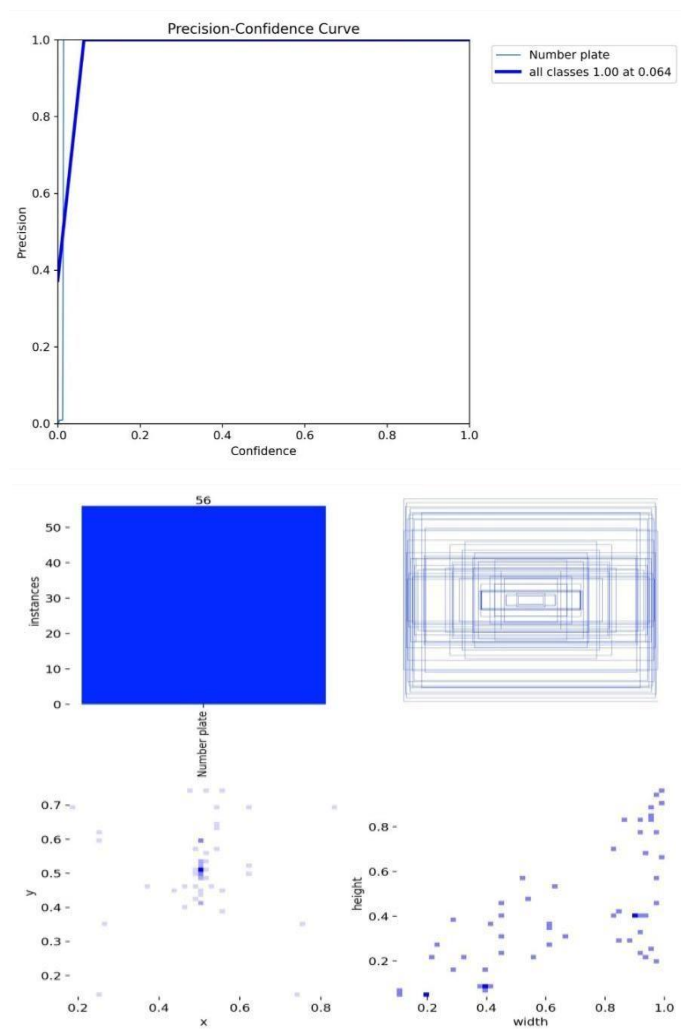 Precision-Confidence Curve
1.0
0.8
0.6
0.4
0.2
0.0
Precision
0.0 0.2 0.4 0.6 0.8 1.0
Confidence
Number plate
all classes 1.00 at 0.064
56
50
40
30
20
10
0
instances
Number plate
0.7
0.6
0.5
0.4
0.3
0.2
y
0.2 0.4 0.6 0.8
x
0.8
0.6
0.4
0.2
height
0.2 0.4 0.6 0.8 1.0
width